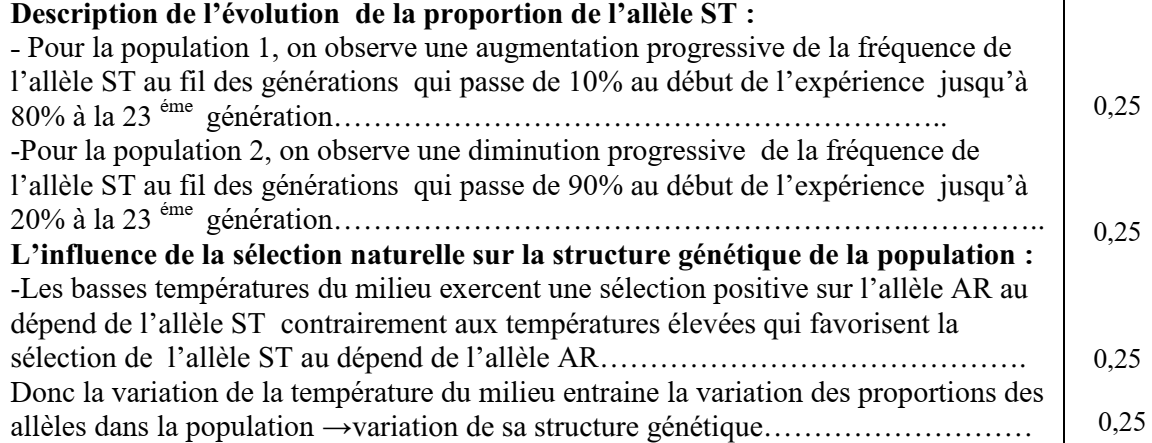 Description de l’évolution de la proportion de l’allèle ST :
- Pour la population 1, on observe une augmentation progressive de la fréquence de
l’allèle ST au fil des générations qui passe de 10% au début de l’expérience jusqu’à
80% à la 23 éme génération……………………………………………………………..
0,25
-Pour la population 2, on observe une diminution progressive de la fréquence de
l’allèle ST au fil des générations qui passe de 90% au début de l’expérience jusqu’à
20% à la 23 éme génération………………………………………………….…………..
0,25
L’influence de la sélection naturelle sur la structure génétique de la population :
-Les basses températures du milieu exercent une sélection positive sur l’allèle AR au
dépend de l’allèle ST contrairement aux températures élevées qui favorisent la
sélection de l’allèle ST au dépend de l’allèle AR…………………………………….
0,25
Donc la variation de la température du milieu entraine la variation des proportions des
allèles dans la population →variation de sa structure génétique………………………
0,25